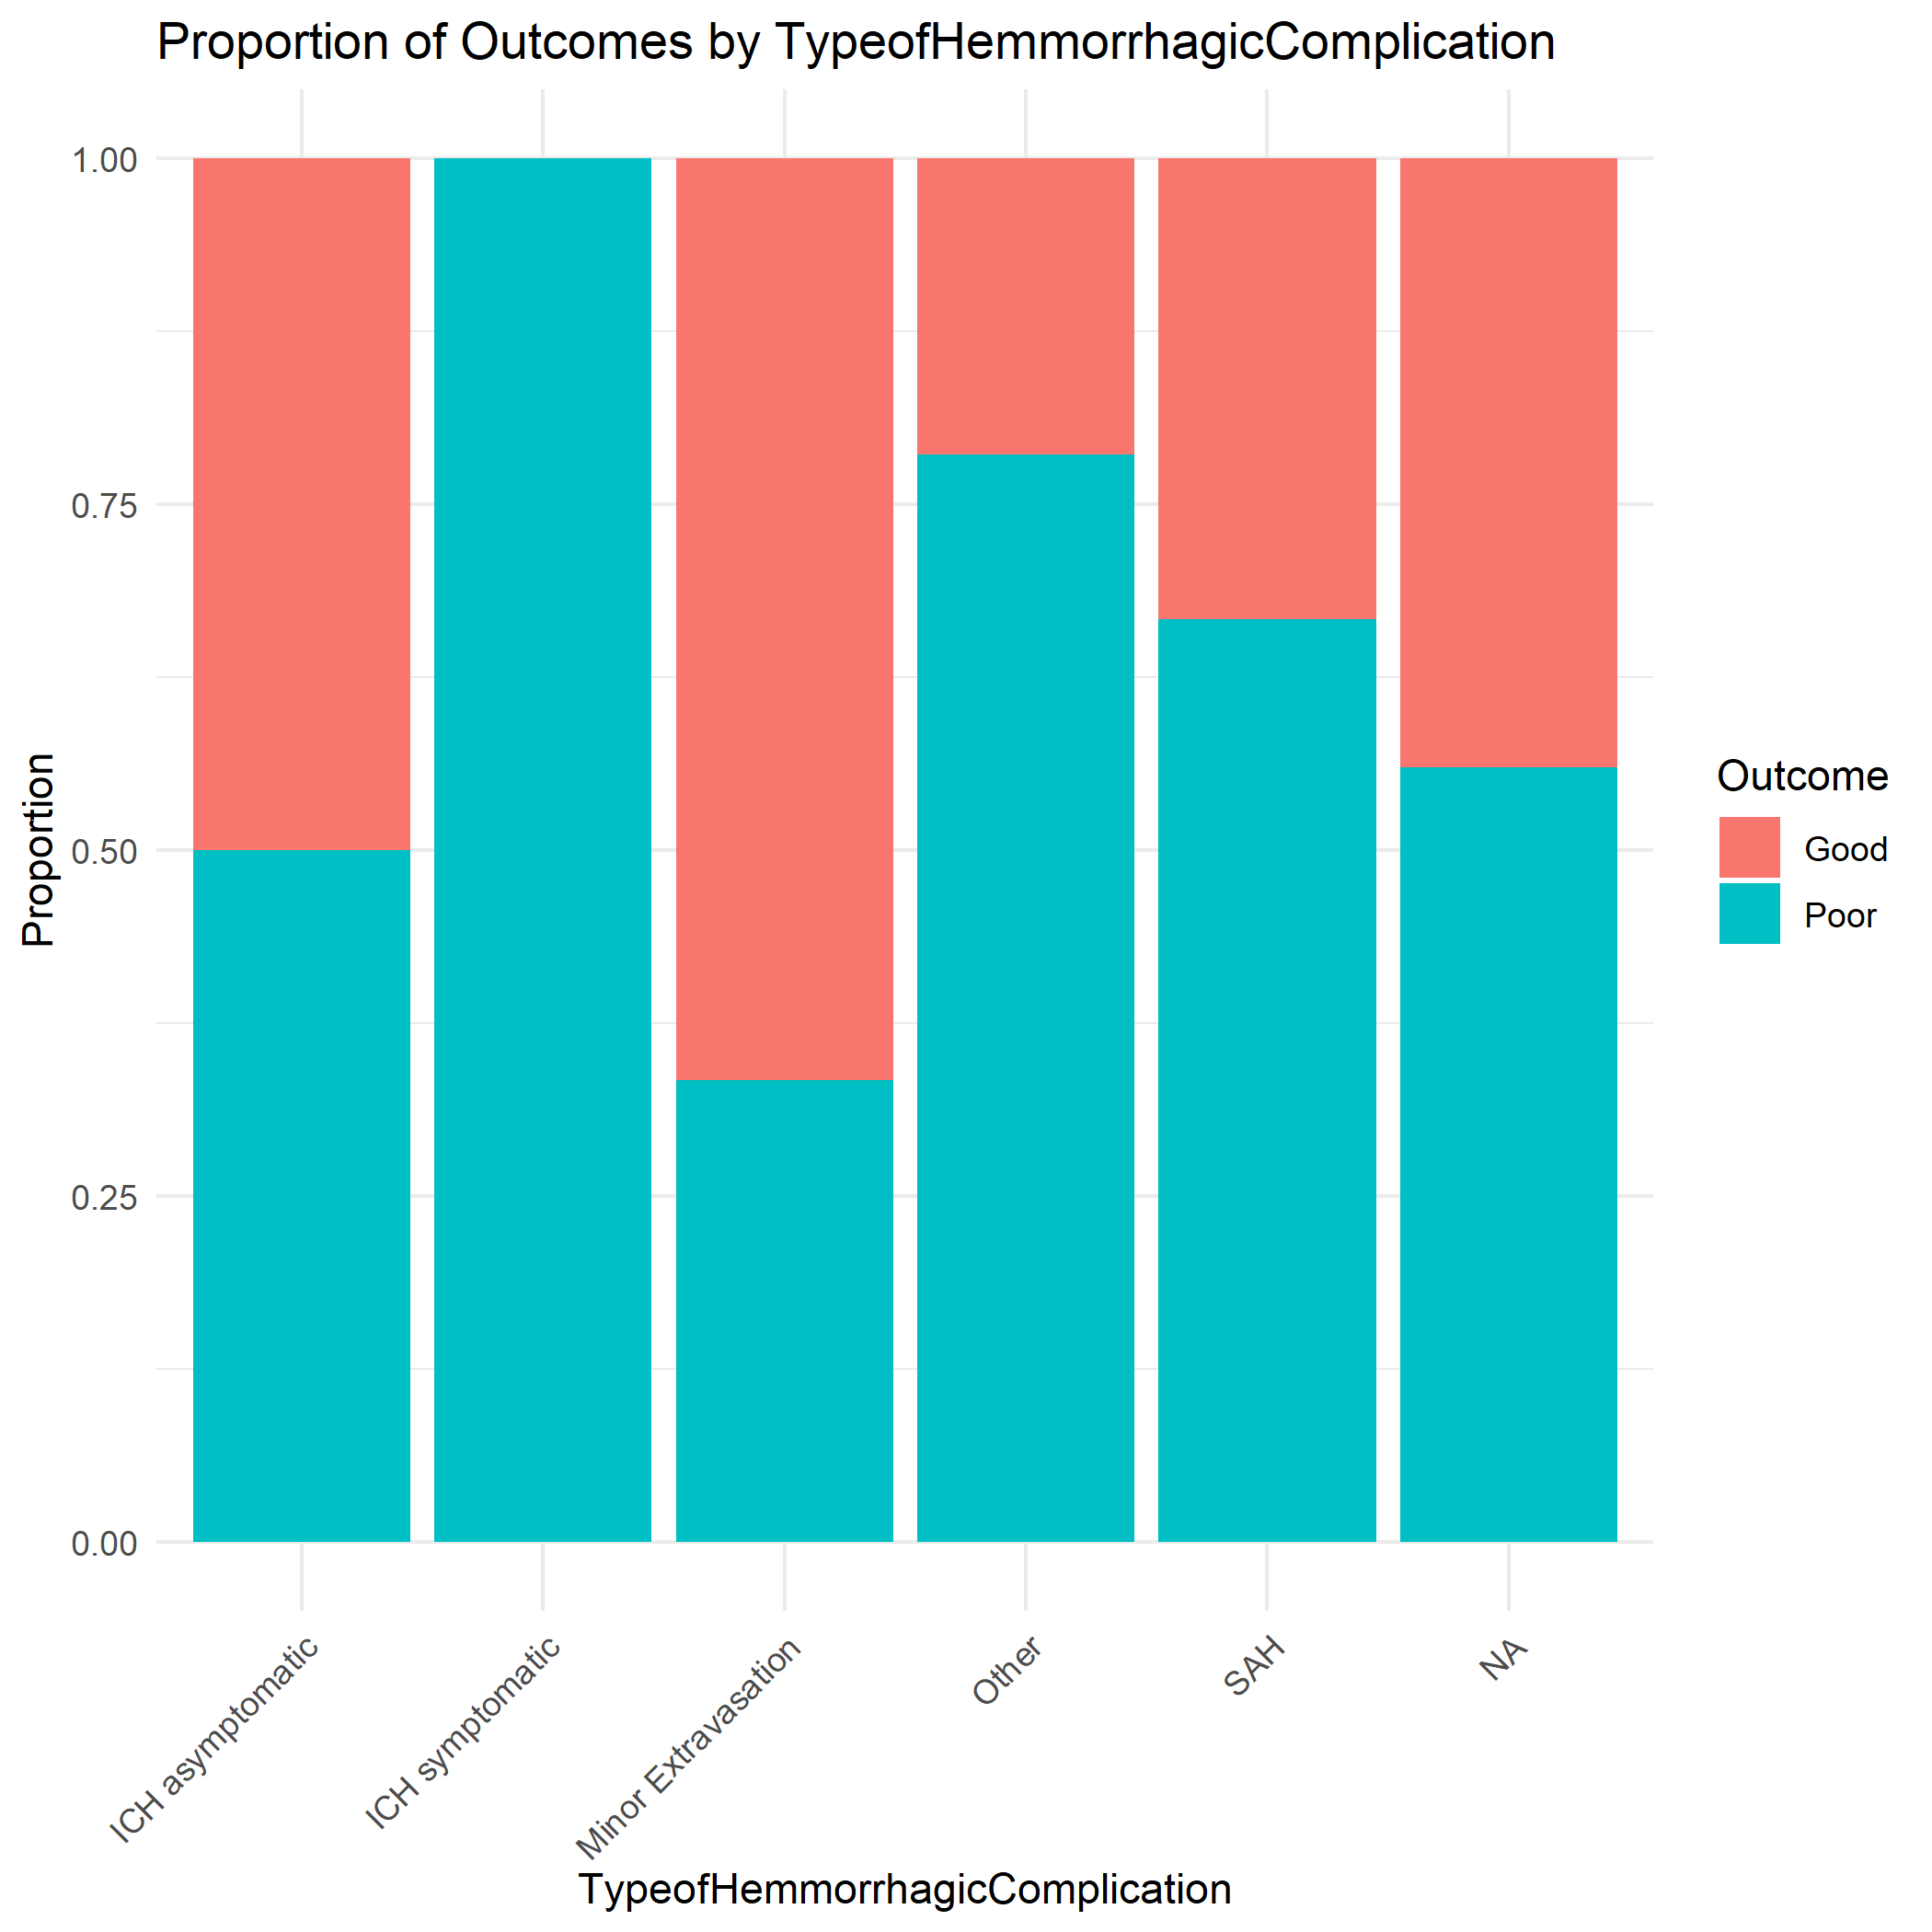 Proportion of Outcomes by TypeofHemmorrhagicComplication
Proportion
1.00
0.75
0.50
0.25
0.00
ICH asymptomatic
ICH symptomatic
Minor Extravasation
Other
SAH
NA
TypeofHemmorrhagicComplication
Outcome
Good
Poor